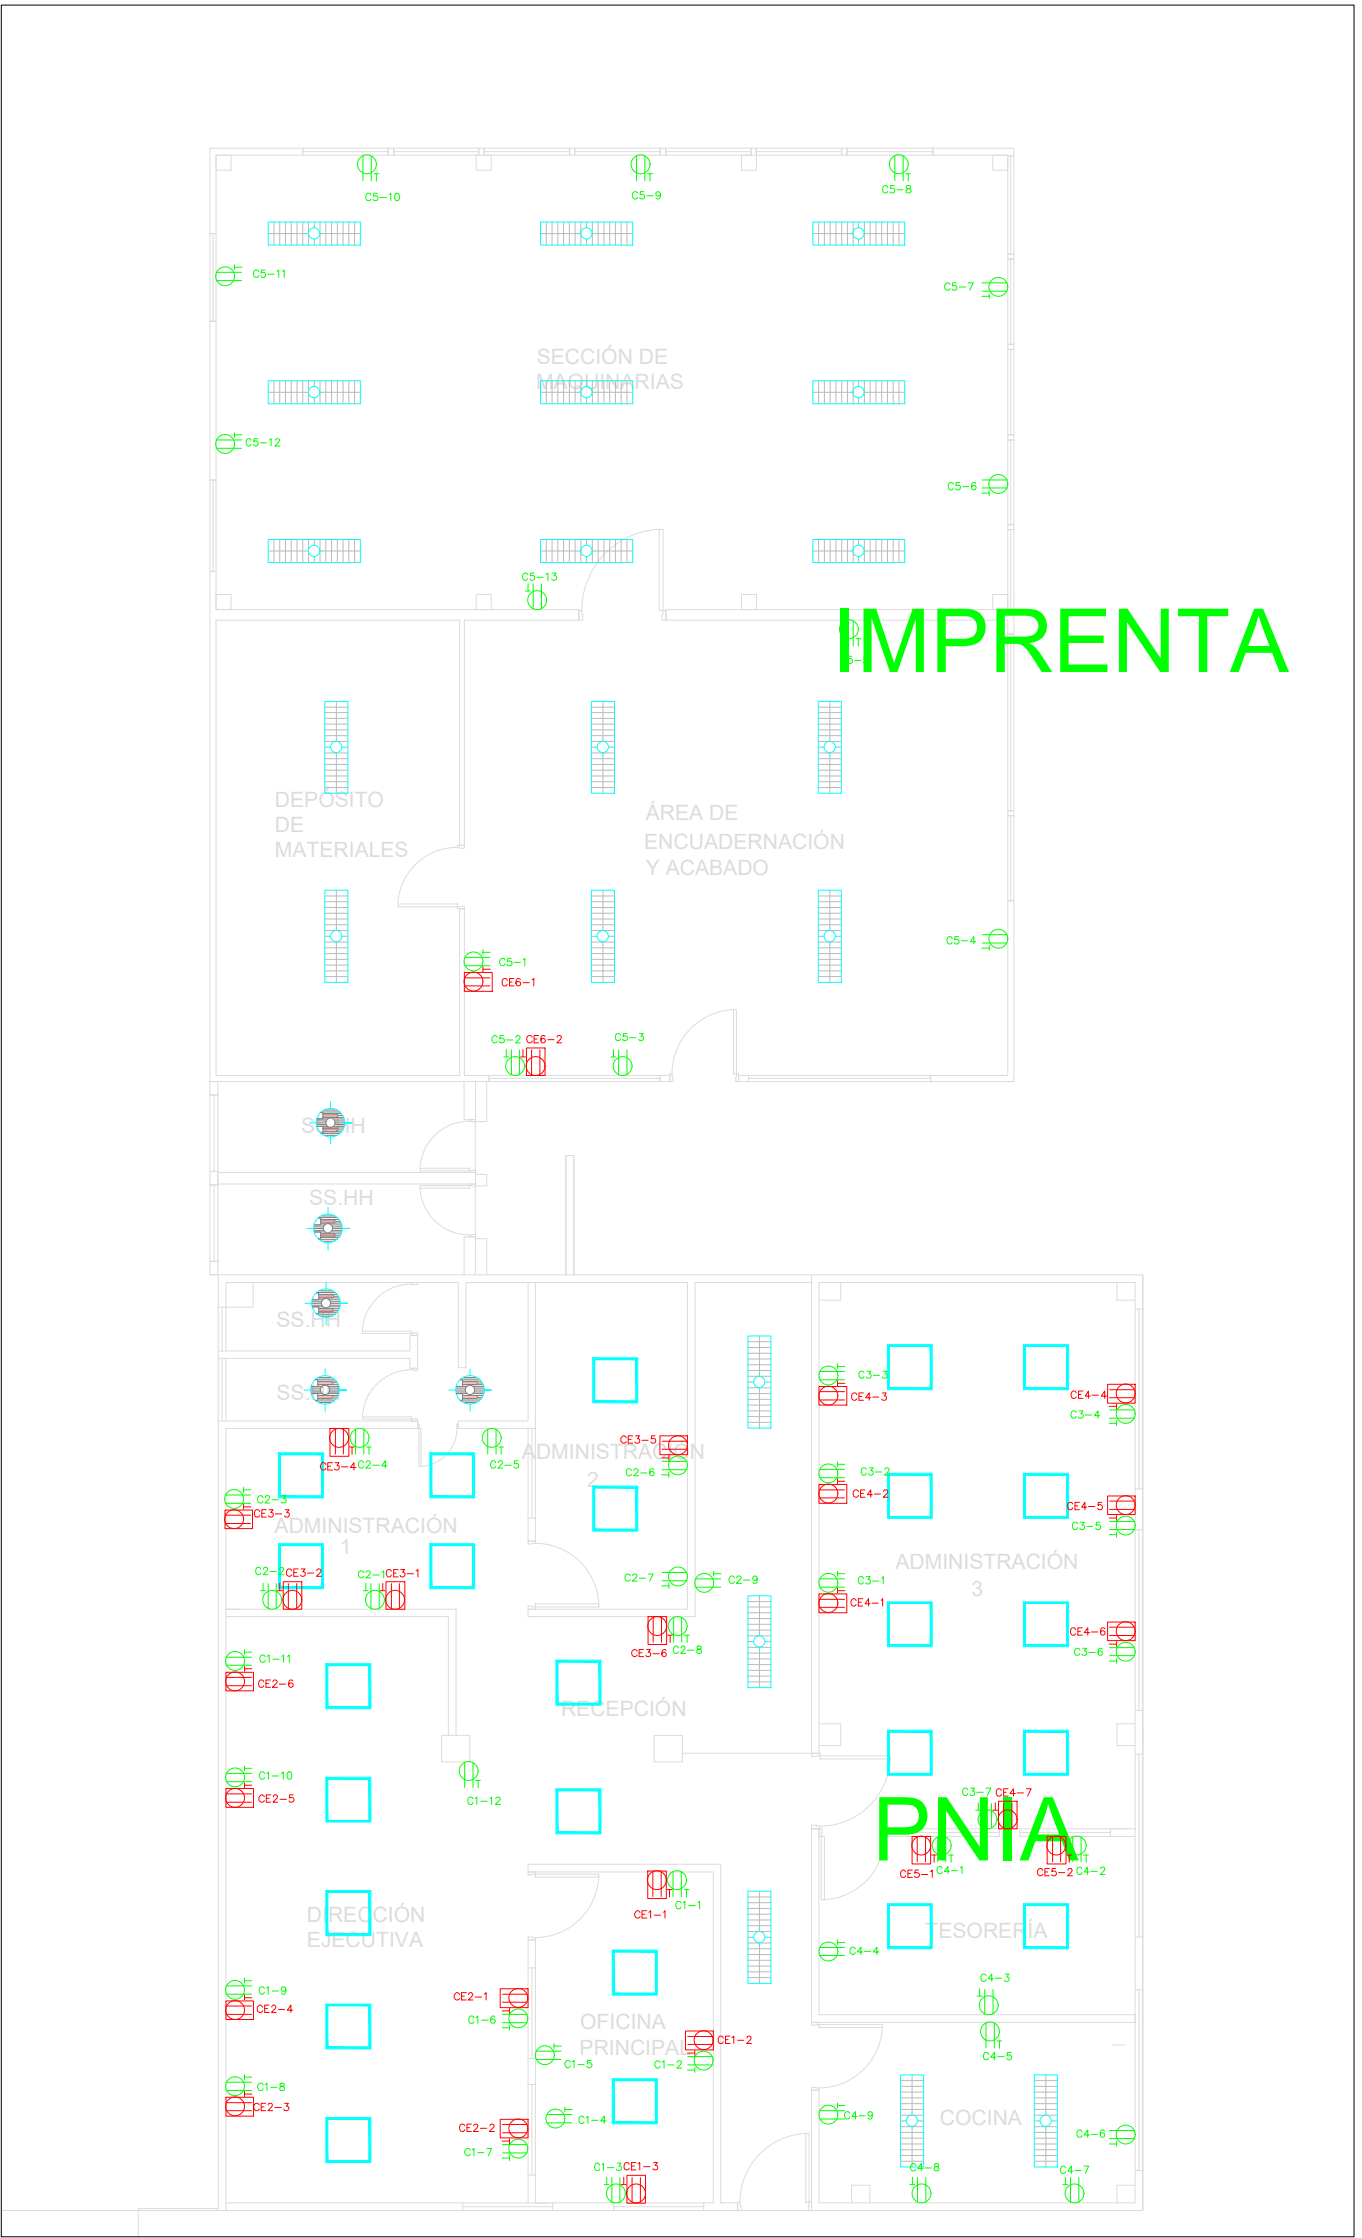 C5-10
C5-9
C5-8
C5-11
C5-7
SECCIÓN DE
MAQUINARIAS
C5-12
C5-6
C5-13
IMPRENTA
DEPOSITO
DE
MATERIALES
ÁREA DE
ENCUADERNACIÓN
Y ACABADO
C5-4
C5-1
CE6-1
C5-2
CE6-2
C5-3
SS.HH
SS.HH
SS.HH
C3-3
CE4-3
CE4-4
C3-4
CE3-4
C2-4
C2-5
CE3-5
ADMINISTRACIÓN
2
C2-6
C3-2
CE4-2
CE4-5
C3-5
C2-3
CE3-3
ADMINISTRACIÓN
1
C2-2
CE3-2
C2-1
CE3-1
C2-7
C2-9
ADMINISTRACIÓN
3
C3-1
CE4-1
CE4-6
C3-6
CE3-6
C2-8
C1-11
CE2-6
RECEPCIÓN
C1-10
CE2-5
C1-12
C3-7
CE4-7
PNIA
CE5-1
C4-1
CE5-2
C4-2
CE1-1
C1-1
DIRECCIÓN
EJECUTIVA
TESORERÍA
C4-4
C4-3
C1-9
CE2-4
CE2-1
C1-6
OFICINA
PRINCIPAL
CE1-2
C1-2
C1-5
C4-5
C1-8
CE2-3
C1-4
CE2-2
C1-7
C4-9
COCINA
C4-6
C1-3
CE1-3
C4-8
C4-7